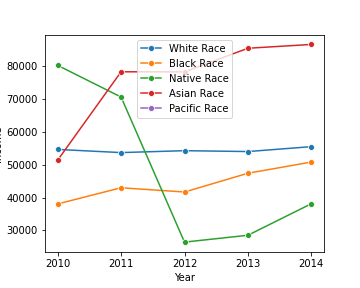 White Race
Black Race
Native Race
Asian Race
Pacific Race
80000
70000
60000
50000
40000
30000
2010 2011 2012 2013 2014
Year